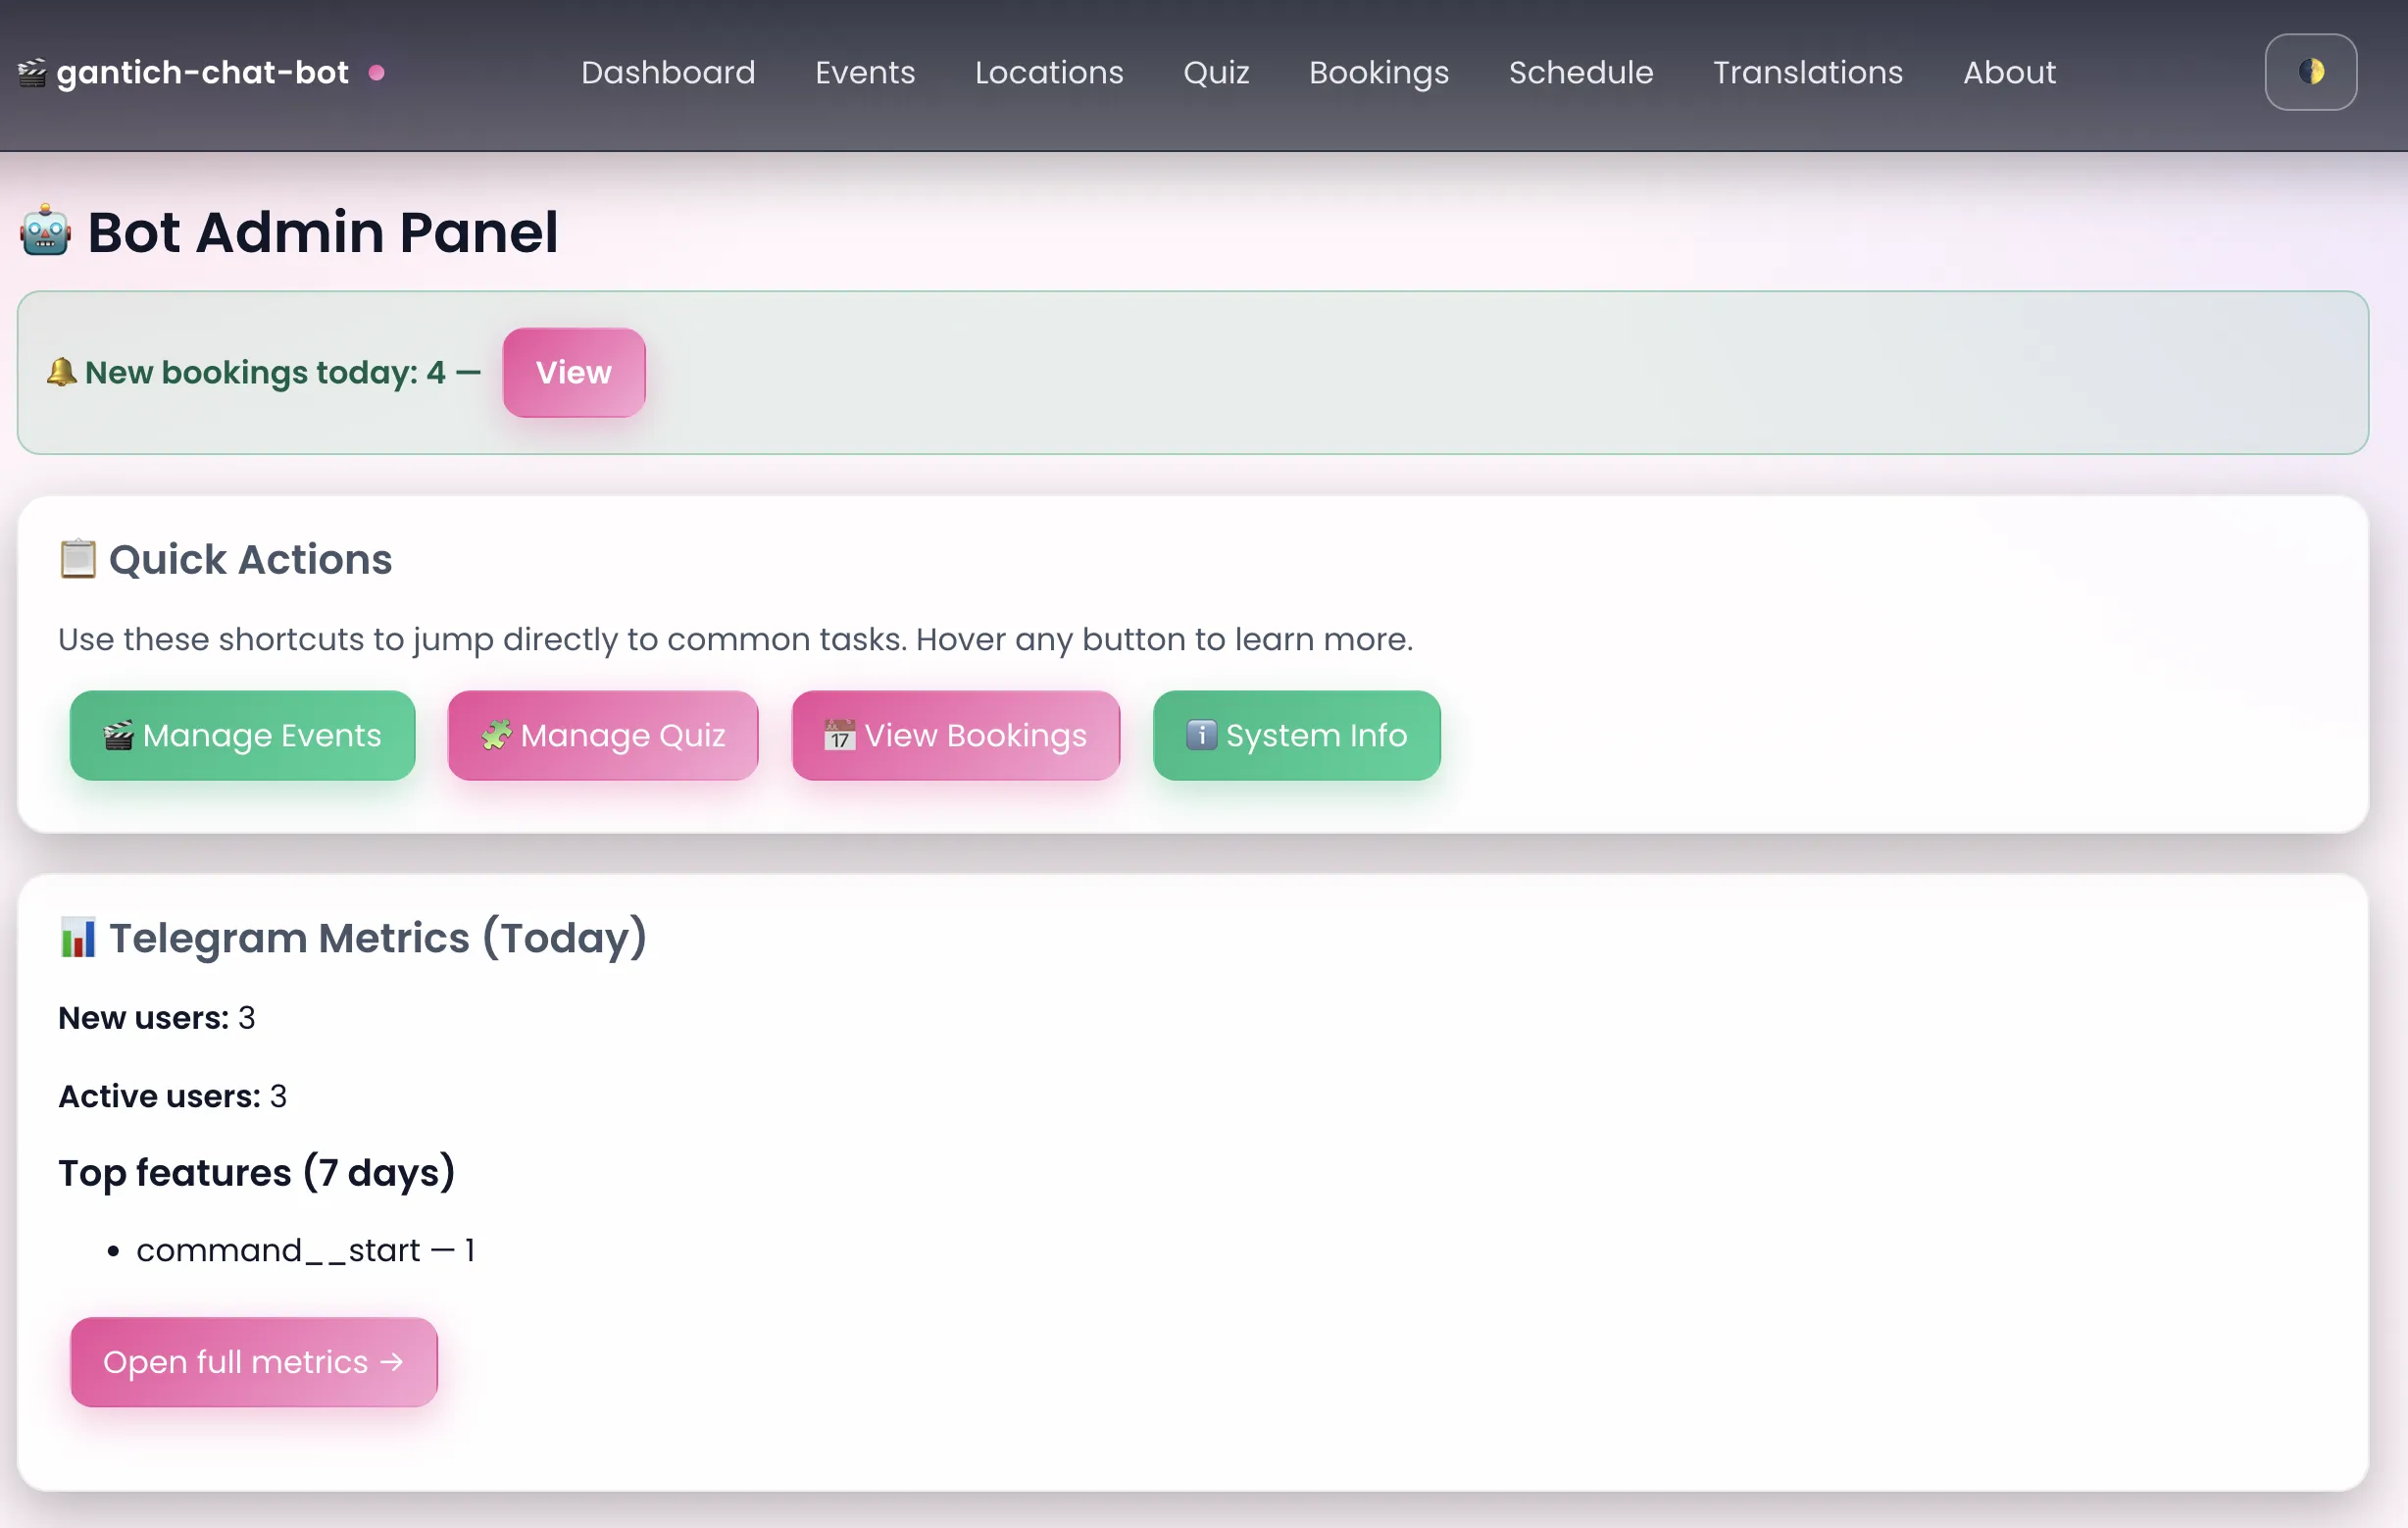 gantich-chat-bot
Dashboard Events Locations Quiz Bookings Schedule Translations About
Bot Admin Panel
New bookings today: 4 — View
Quick Actions
Use these shortcuts to jump directly to common tasks. Hover any button to learn more.
Manage Events Manage Quiz 17 View Bookings i System Info
Telegram Metrics (Today)
New users: 3
Active users: 3
Top features (7 days)
• command__start — 1
Open full metrics →